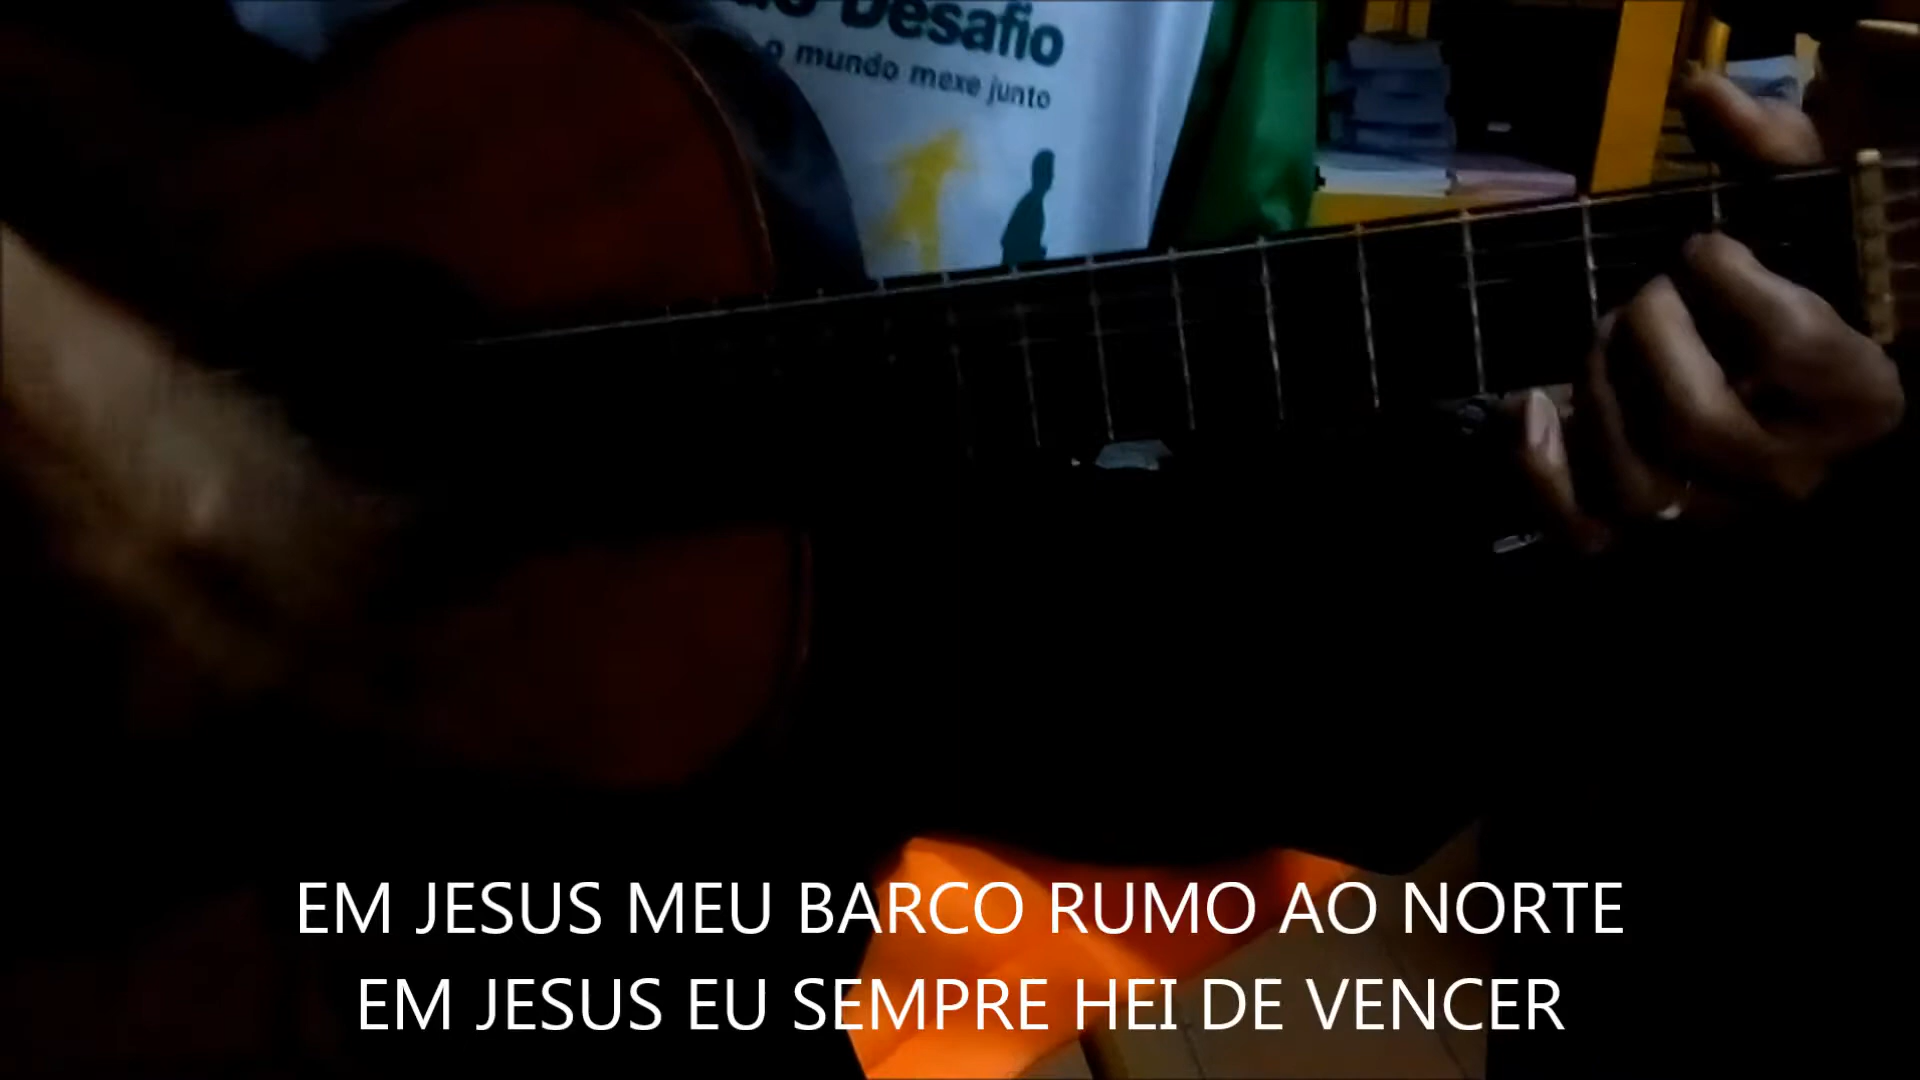 Desafio
o mundo mexe junto
EM JESUS MEU BARCO RUMO AO NORTE
EM JESUS EU SEMPRE HEI DE VENCER